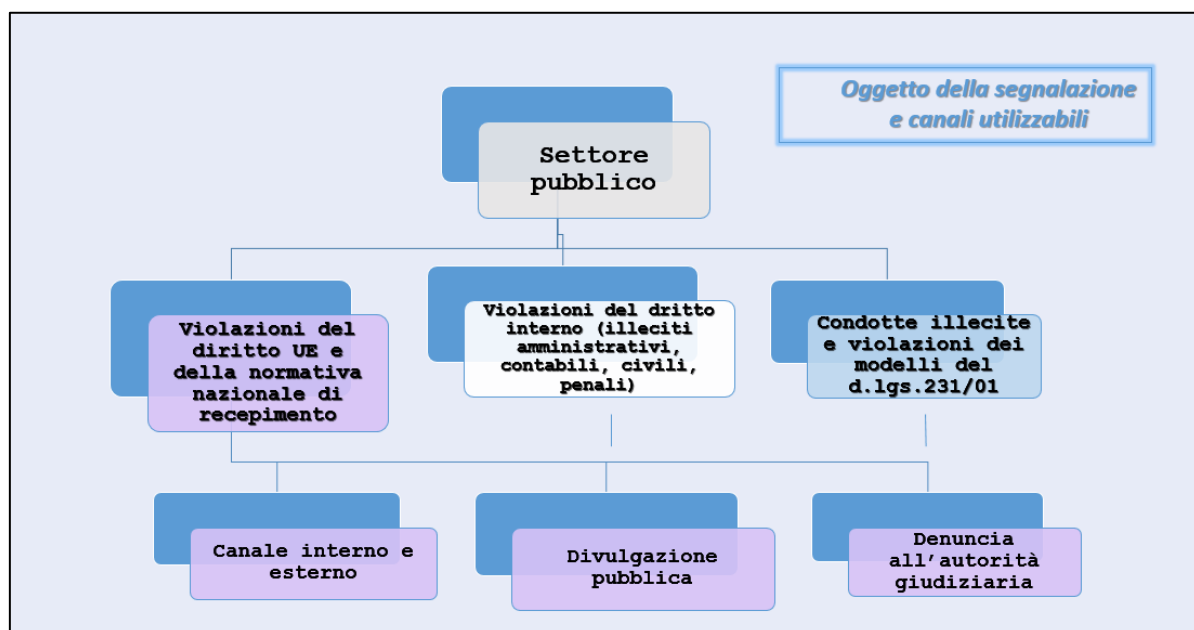 Oggetto della segnalazione
e canali utilizzabili
Settore
pubblico
Violazioni del
diritto UE e
della normativa
nazionale di
recepimento
Violazioni del dritto
interno (illeciti
amministrativi,
contabili, civili,
penali)
Condotte illecite
e violazioni dei
modelli del
d.lgs.231/01
Canale interno e
esterno
Divulgazione
pubblica
Denuncia
all’autorità
giudiziaria